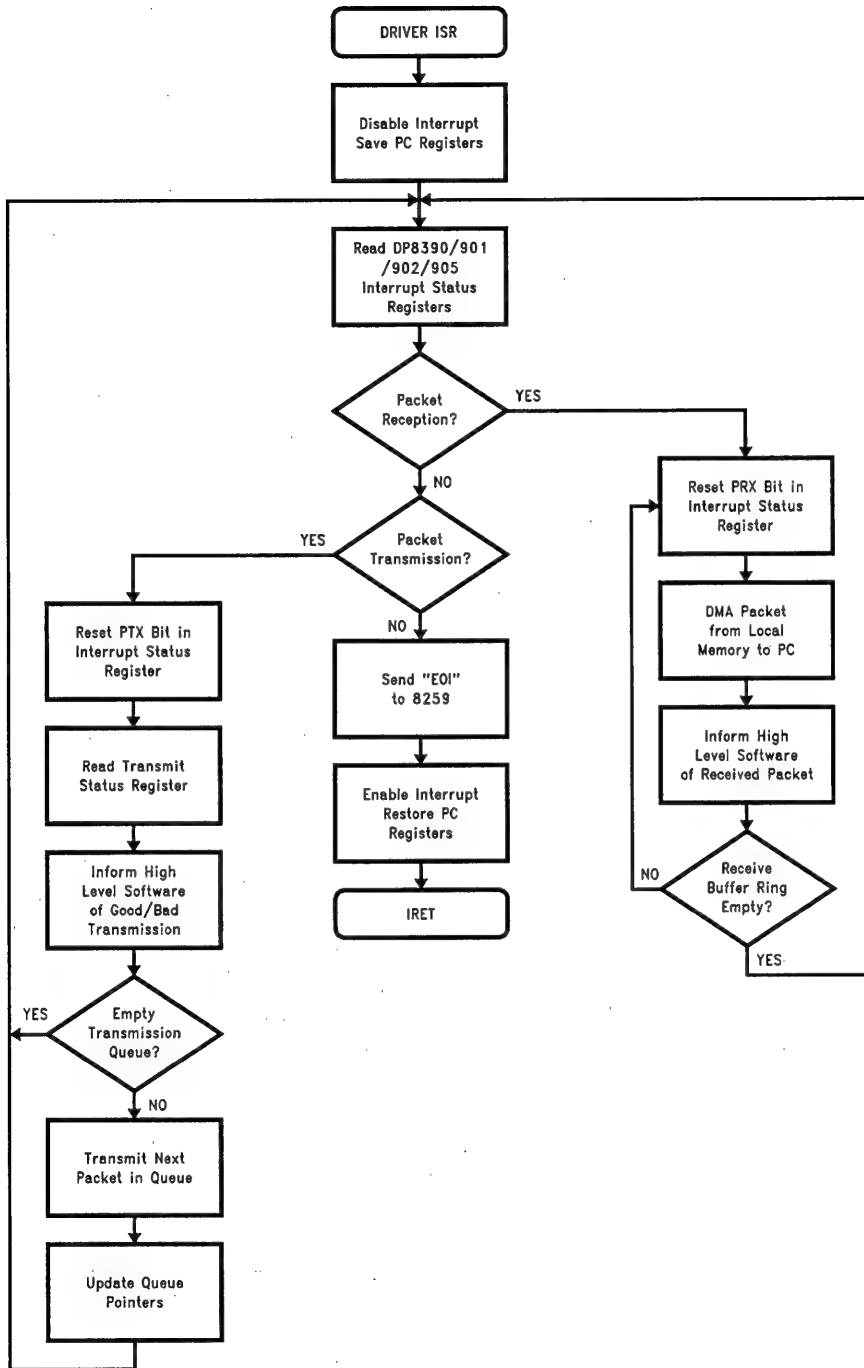 DRIVER ISR
Disable Interrupt
Save PC Registers
Read DP8390/901
/902/905
Interrupt Status
Registers
Packet
Reception?
YES
NO
Packet
Transmission?
YES
NO
Reset PTX Bit in
Interrupt Status
Register
Read Transmit
Status Register
Inform High
Level Software
of Good/Bad
Transmission
Empty
Transmission
Queue?
YES
NO
Transmit Next
Packet in Queue
Update Queue
Pointers
Send "EOI"
to 8259
Enable Interrupt
Restore PC
Registers
IRET
Reset PRX Bit in
Interrupt Status
Register
DMA Packet
from Local
Memory to PC
Inform High
Level Software
of Received Packet
Receive
Buffer Ring
Empty?
NO
YES